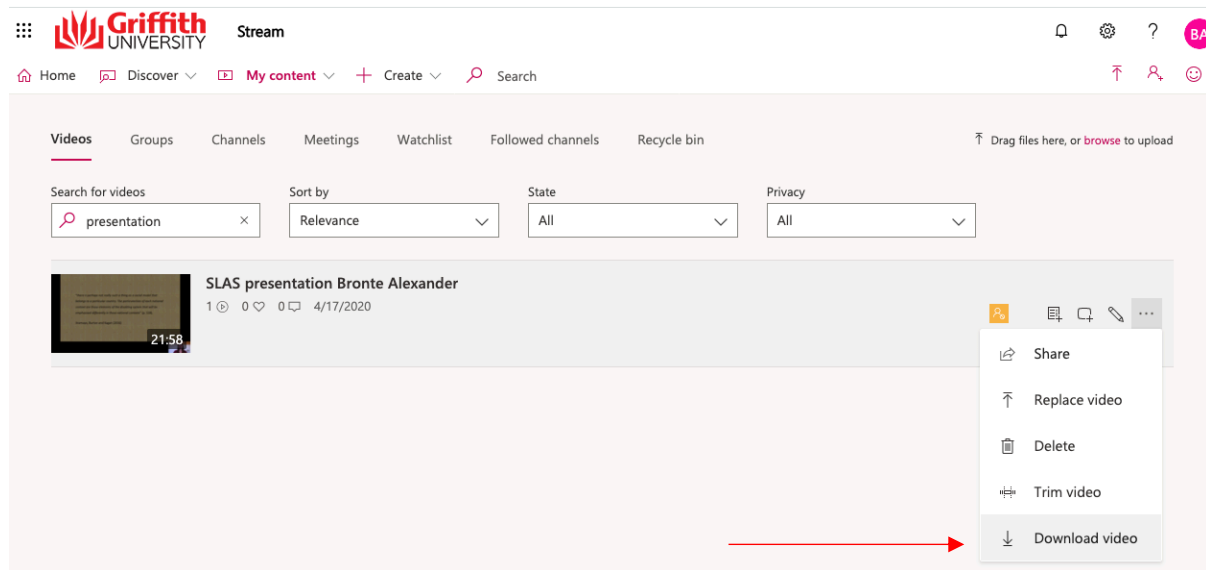 Griffith
UNIVERSITY
Stream
?
BA
Home Discover My content Create Search
Videos Groups Channels Meetings Watchlist Followed channels Recycle bin Drag files here, or browse to upload
Search for videos Sort by State Privacy
presentation Relevance All All
SLAS presentation Bronte Alexander
1 0 0 4/17/2020
21:58
Share
Replace video
Delete
Trim video
Download video